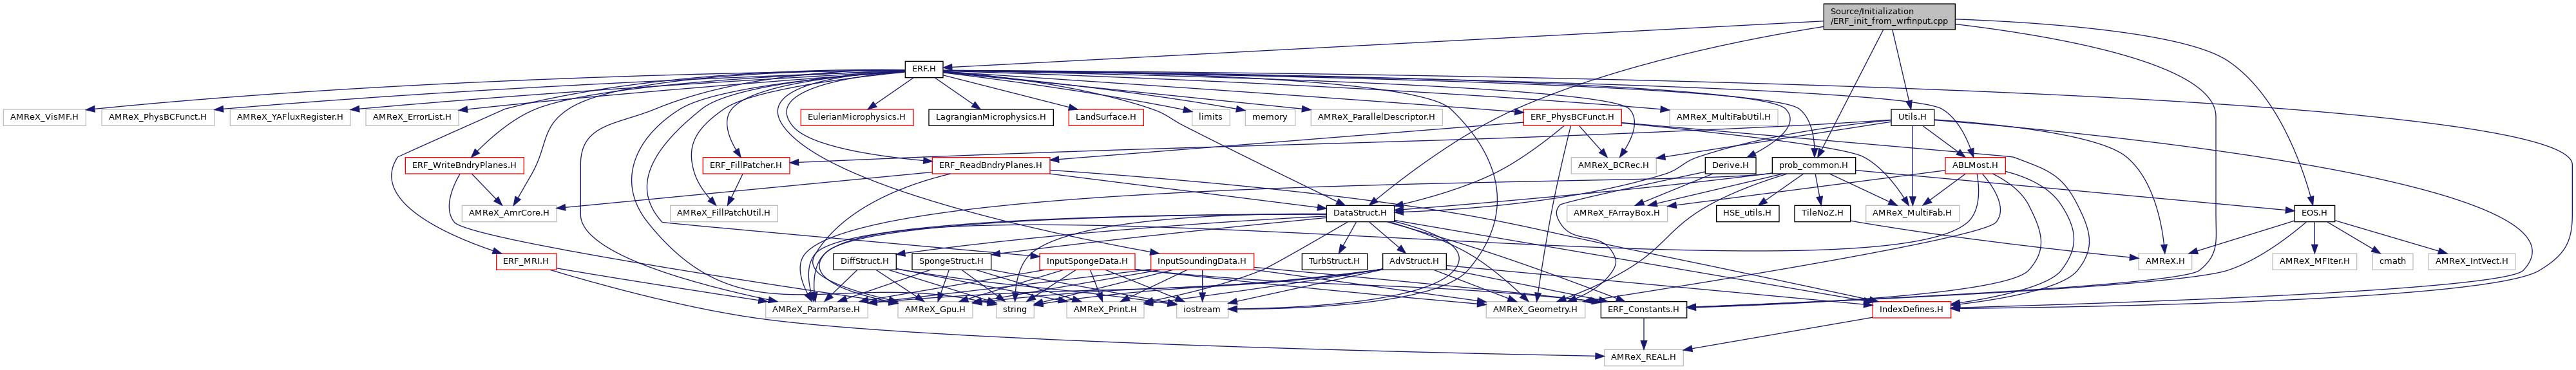 Source/Initialization
/ERF_init_from_wrfinput.cpp
ERF.H
AMReX_VisMF.H
AMReX_PhysBCFunct.H
AMReX_YAFluxRegister.H
AMReX_ErrorList.H
EulerianMicrophysics.H
LagrangianMicrophysics.H
LandSurface.H
limits
memory
AMReX_ParallelDescriptor.H
ERF_PhysBCFunct.H
AMReX_MultiFabUtil.H
Utils.H
ERF_WriteBndryPlanes.H
ERF_FillPatcher.H
ERF_ReadBndryPlanes.H
AMReX_BCRec.H
Derive.H
prob_common.H
ABLMost.H
AMReX_AmrCore.H
AMReX_FillPatchUtil.H
DataStruct.H
AMReX_FArrayBox.H
HSE_utils.H
TileNoZ.H
AMReX_MultiFab.H
EOS.H
ERF_MRI.H
DiffStruct.H
SpongeStruct.H
InputSpongeData.H
InputSoundingData.H
TurbStruct.H
AdvStruct.H
AMReX.H
AMReX_MFIter.H
cmath
AMReX_IntVect.H
AMReX_ParmParse.H
AMReX_Gpu.H
string
AMReX_Print.H
iostream
AMReX_Geometry.H
ERF_Constants.H
IndexDefines.H
AMReX_REAL.H